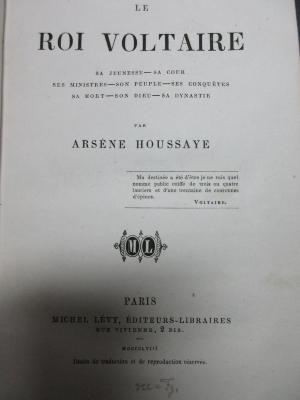 LE
ROI VOLTAIRE
SA JEUNESSE—SA COUR
SES MINISTRES—SON PEUPLE—SES CONQUÊTES
SA MORT—SON DIEU—SA DYNASTIE
PAR
ARSÈNE HOUSSAYE
Ma destinée a été d'être je ne sais quel
homme public coiffé de trois ou quatre
lauriers et d'une trentaine de couronnes
d'épines.
VOLTAIRE.
ML
PARIS
MICHEL LÉVY, ÉDITEURS-LIBRAIRES
RUE VIVIENNE, 2 BIS.
MDCCCLVIII
Droits de traduction et de reproduction réservés.